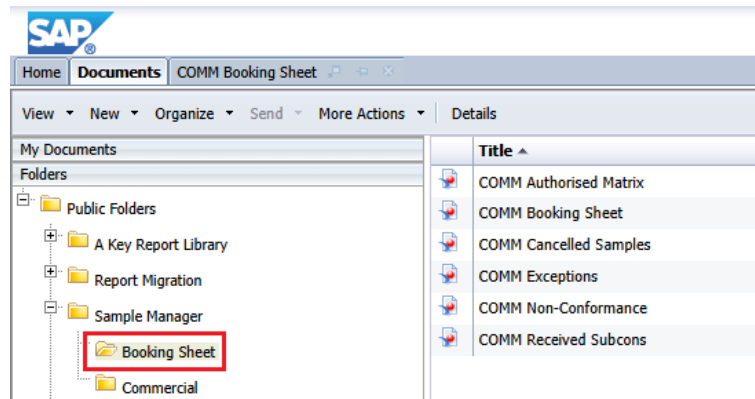 SAP®
Home Documents COMM Booking Sheet
View New Organize Send More Actions Details
My Documents
Folders
Public Folders
A Key Report Library
Report Migration
Sample Manager
Booking Sheet
Commercial
Title
COMM Authorised Matrix
COMM Booking Sheet
COMM Cancelled Samples
COMM Exceptions
COMM Non-Conformance
COMM Received Subcons